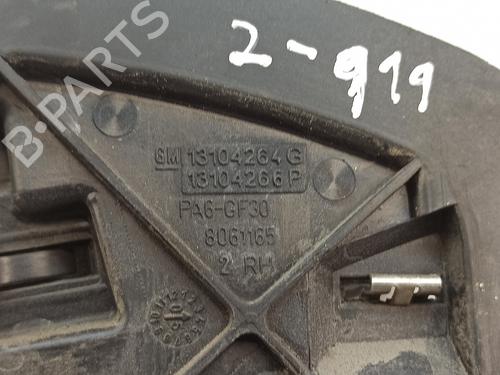 2-919
B-PARTS
GM 13104264 G
13104266 P
PA6-GF30
8061165
2 RH